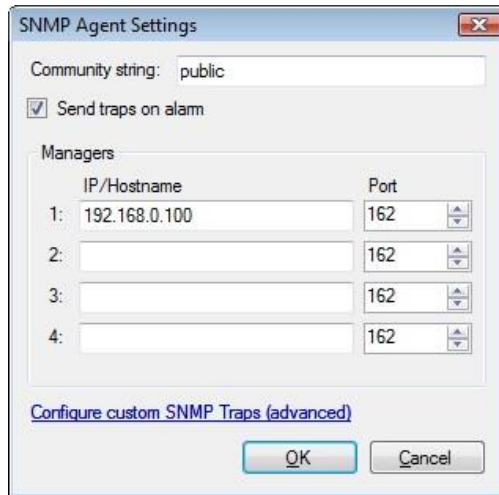 SNMP Agent Settings
Community string: public
Send traps on alarm
Managers
IP/Hostname Port
1: 192.168.0.100 162
2: 162
3: 162
4: 162
Configure custom SNMP Traps (advanced)
OK Cancel